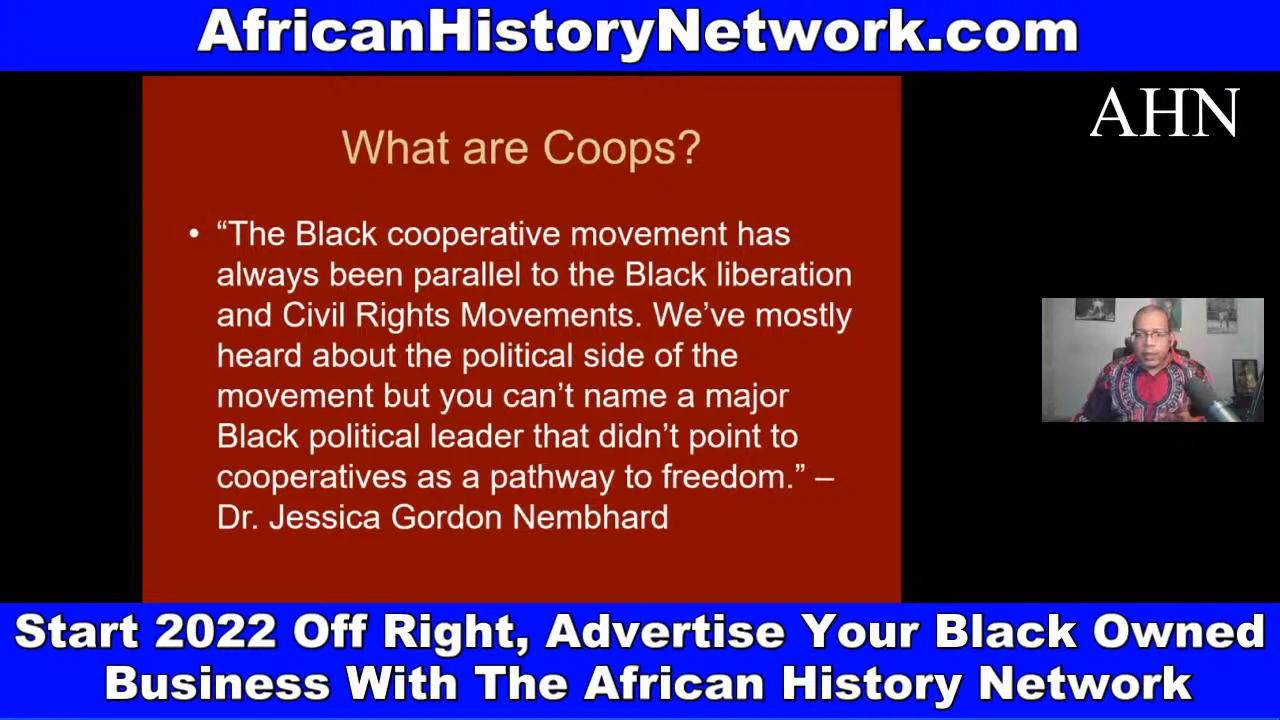 AfricanHistoryNetwork.com
AHN
What are Coops?
• “The Black cooperative movement has
always been parallel to the Black liberation
and Civil Rights Movements. We’ve mostly
heard about the political side of the
movement but you can’t name a major
Black political leader that didn’t point to
cooperatives as a pathway to freedom.” –
Dr. Jessica Gordon Nembhard
Start 2022 Off Right, Advertise Your Black Owned
Business With The African History Network